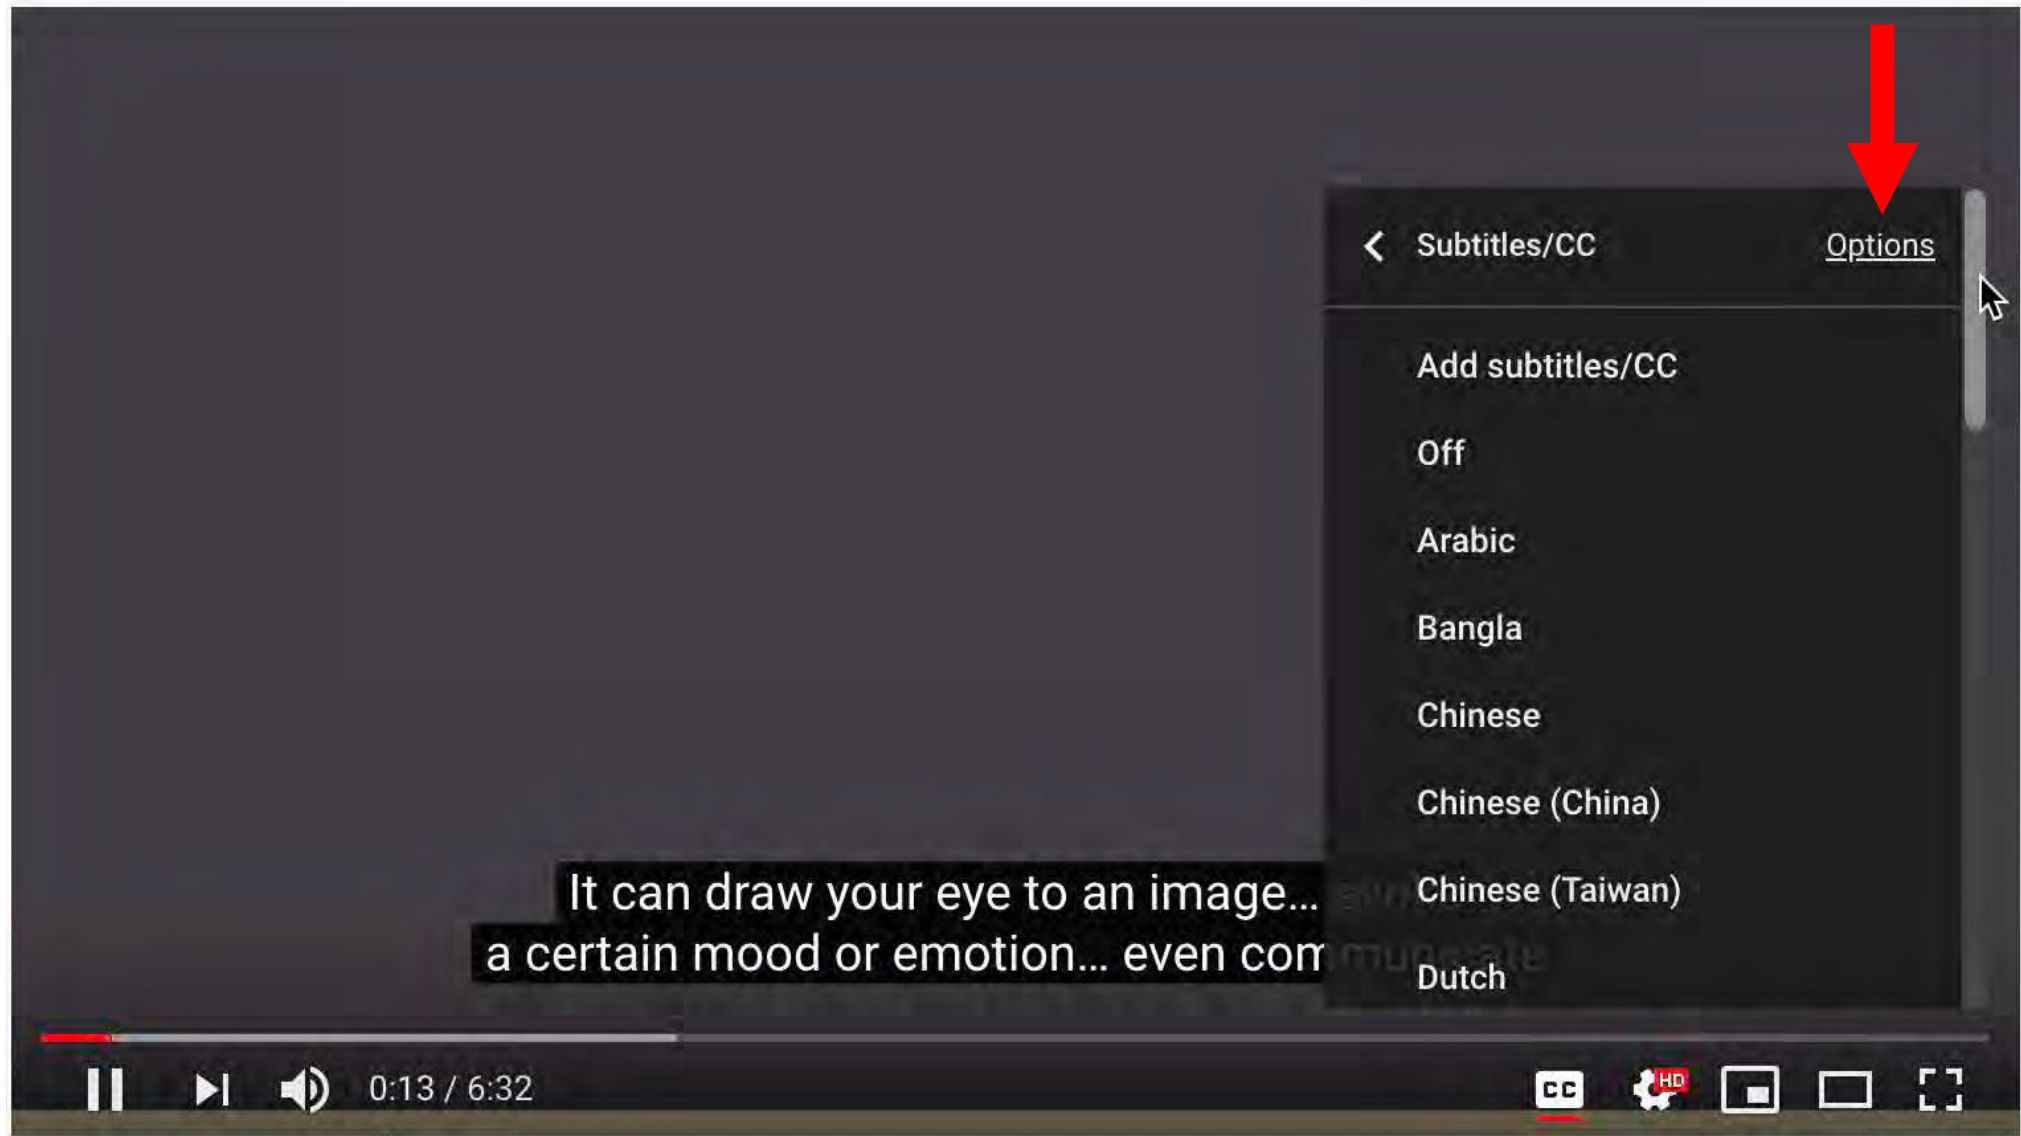 Subtitles/CC Options
Add subtitles/CC
Off
Arabic
Bangla
Chinese
Chinese (China)
Chinese (Taiwan)
Dutch
It can draw your eye to an image...
a certain mood or emotion... even com
0:13 / 6:32
CC HD